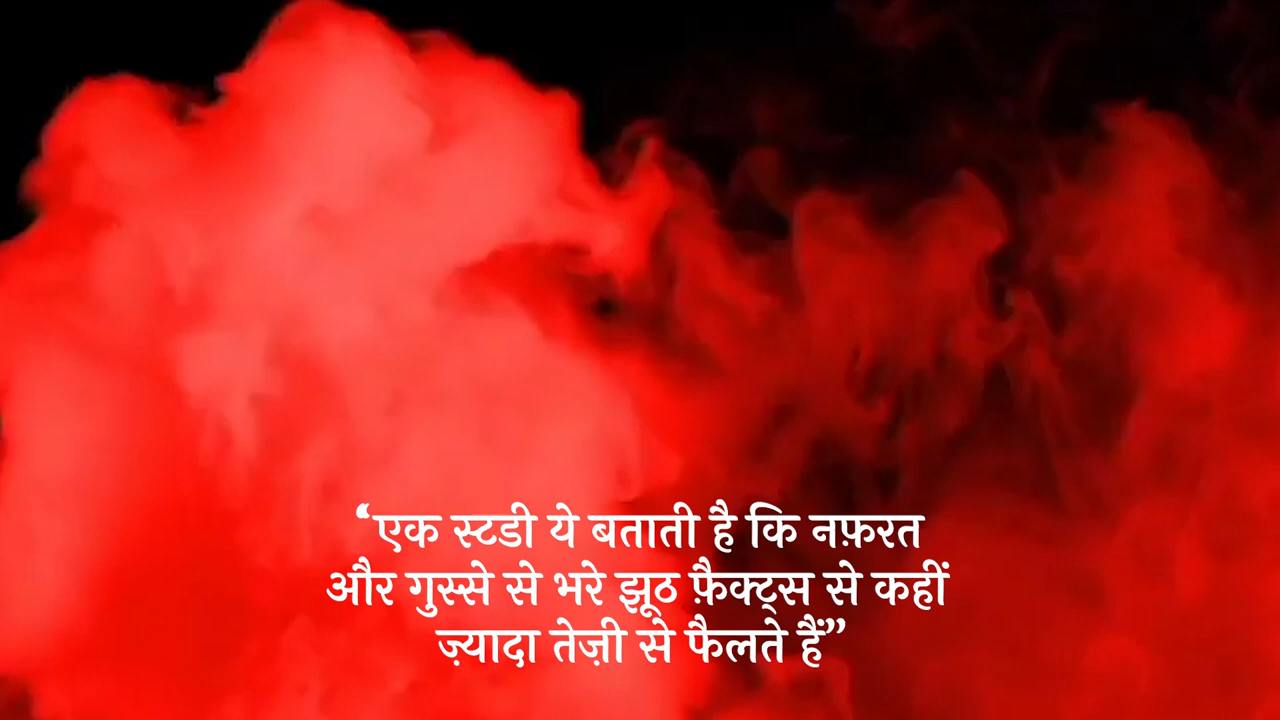 “एक स्टडी ये बताती है कि नफ़रत
और गुस्से से भरे झूठ फ़ैक्ट्स से कहीं
ज़्यादा तेज़ी से फैलते हैं”